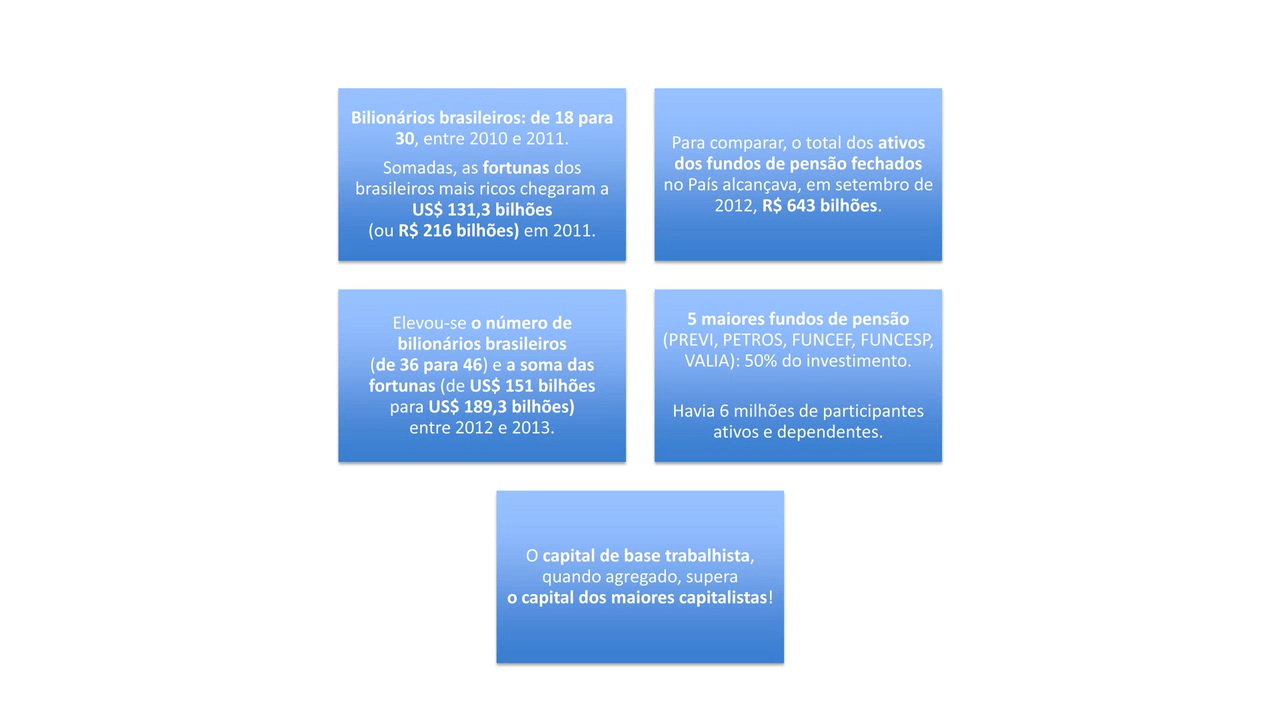 Bilionários brasileiros: de 18 para
30, entre 2010 e 2011.
Somadas, as fortunas dos
brasileiros mais ricos chegaram a
US$ 131,3 bilhões
(ou R$ 216 bilhões) em 2011.
Para comparar, o total dos ativos
dos fundos de pensão fechados
no País alcançava, em setembro de
2012, R$ 643 bilhões.
Elevou-se o número de
bilionários brasileiros
(de 36 para 46) e a soma das
fortunas (de US$ 151 bilhões
para US$ 189,3 bilhões)
entre 2012 e 2013.
5 maiores fundos de pensão
(PREVI, PETROS, FUNCEF, FUNCESP,
VALIA): 50% do investimento.
Havia 6 milhões de participantes
ativos e dependentes.
O capital de base trabalhista,
quando agregado, supera
o capital dos maiores capitalistas!